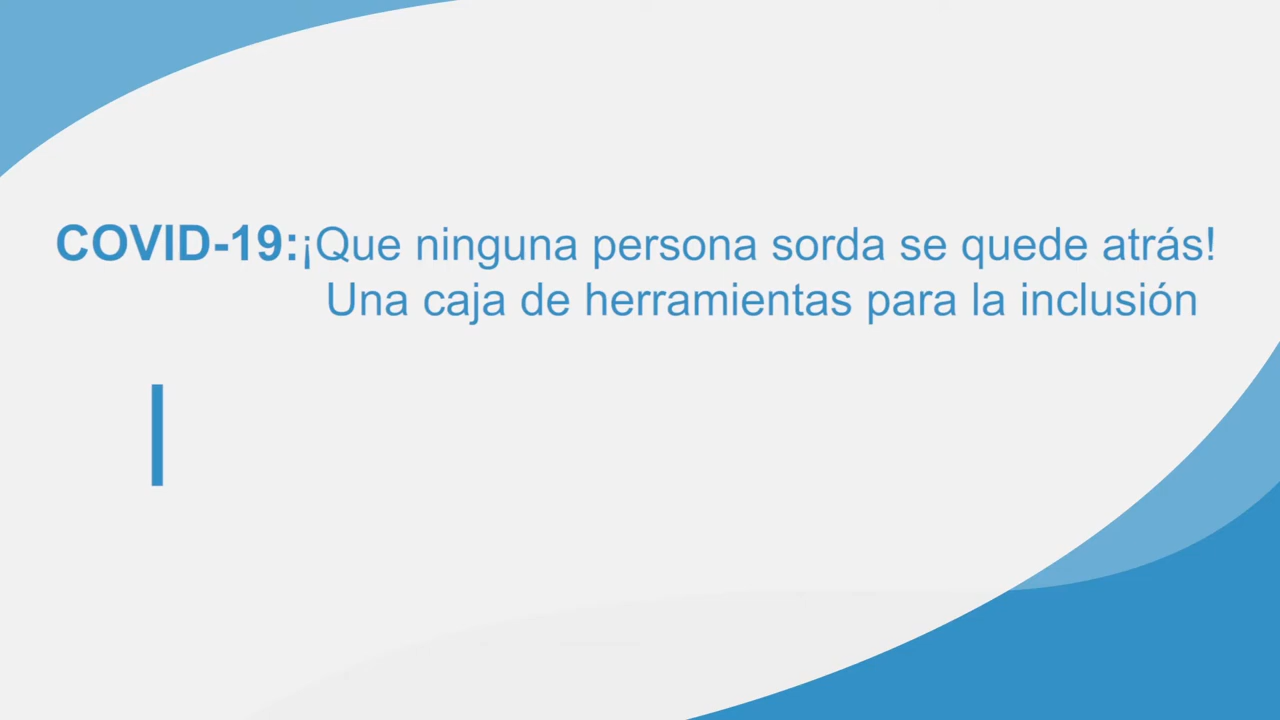 COVID-19:¡Que ninguna persona sorda se quede atrás!
Una caja de herramientas para la inclusión